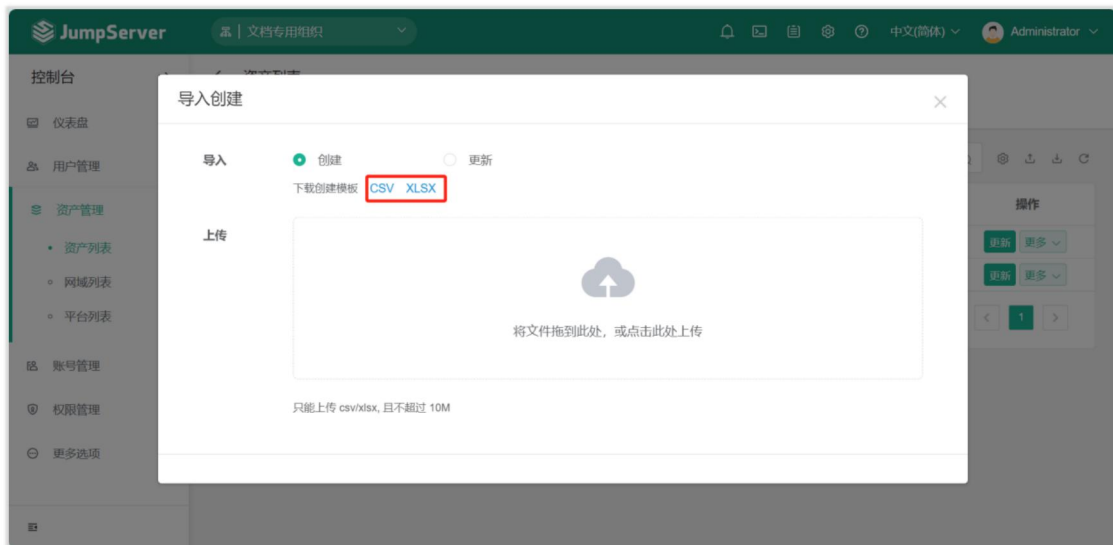 JumpServer
文档专用组织
中文(简体)
Administrator
控制台
资产列表
仪表盘
用户管理
资产管理
资产列表
网域列表
平台列表
账号管理
权限管理
更多选项
导入创建
导入
创建 更新
下载创建模板 CSV XLSX
上传
将文件拖到此处，或点击此处上传
只能上传 csv/xlsx, 且不超过 10M
操作
更新 更多
更新 更多
1